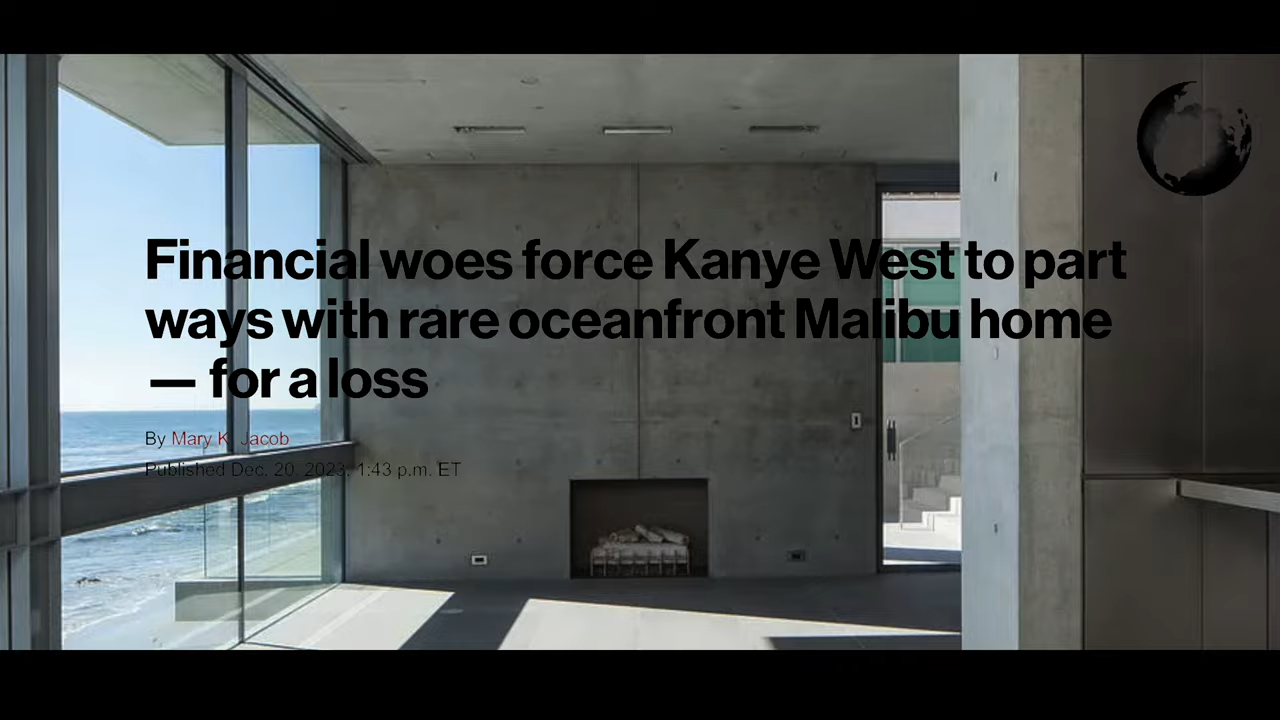 Financial woes force Kanye West to part
ways with rare oceanfront Malibu home
— for a loss
By Mary K. Jacob
Published Dec. 20, 2023, 1:43 p.m. ET